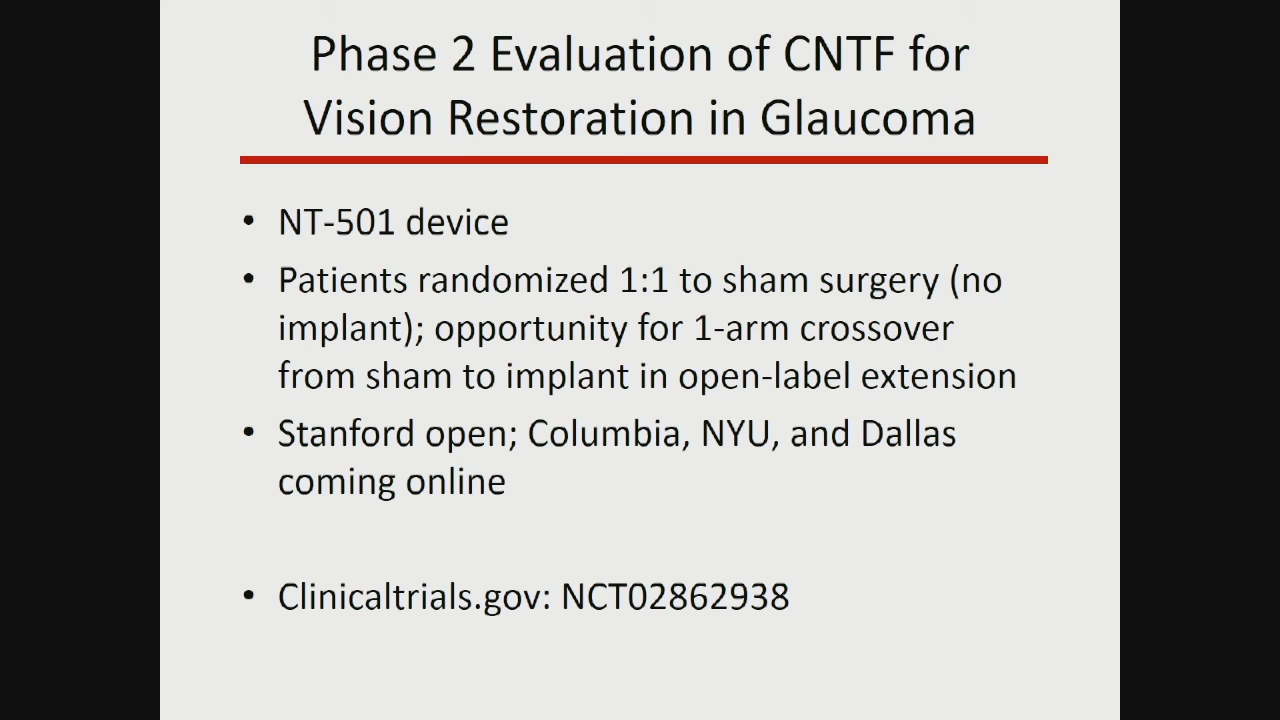 Phase 2 Evaluation of CNTF for
Vision Restoration in Glaucoma
• NT-501 device
• Patients randomized 1:1 to sham surgery (no
implant); opportunity for 1-arm crossover
from sham to implant in open-label extension
• Stanford open; Columbia, NYU, and Dallas
coming online
• Clinicaltrials.gov: NCT02862938